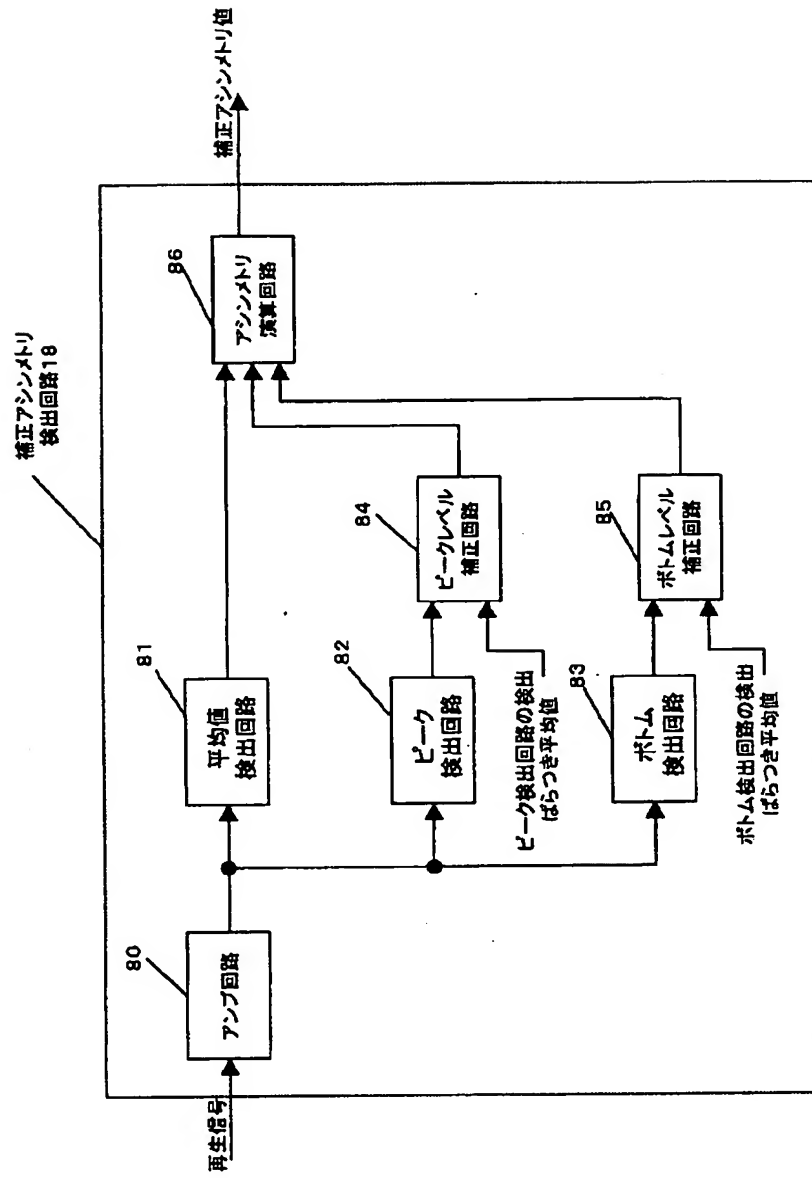 補正アシンメトリ
検出回路18
再生信号
80
アンプ回路
81
平均値
検出回路
82
ピーク
検出回路
ピーク検出回路の検出
ばらつき平均値
83
ボトム
検出回路
ボトム検出回路の検出
ばらつき平均値
84
ピークレベル
補正回路
85
ボトムレベル
補正回路
86
アシンメトリ
演算回路
補正アシンメトリ値